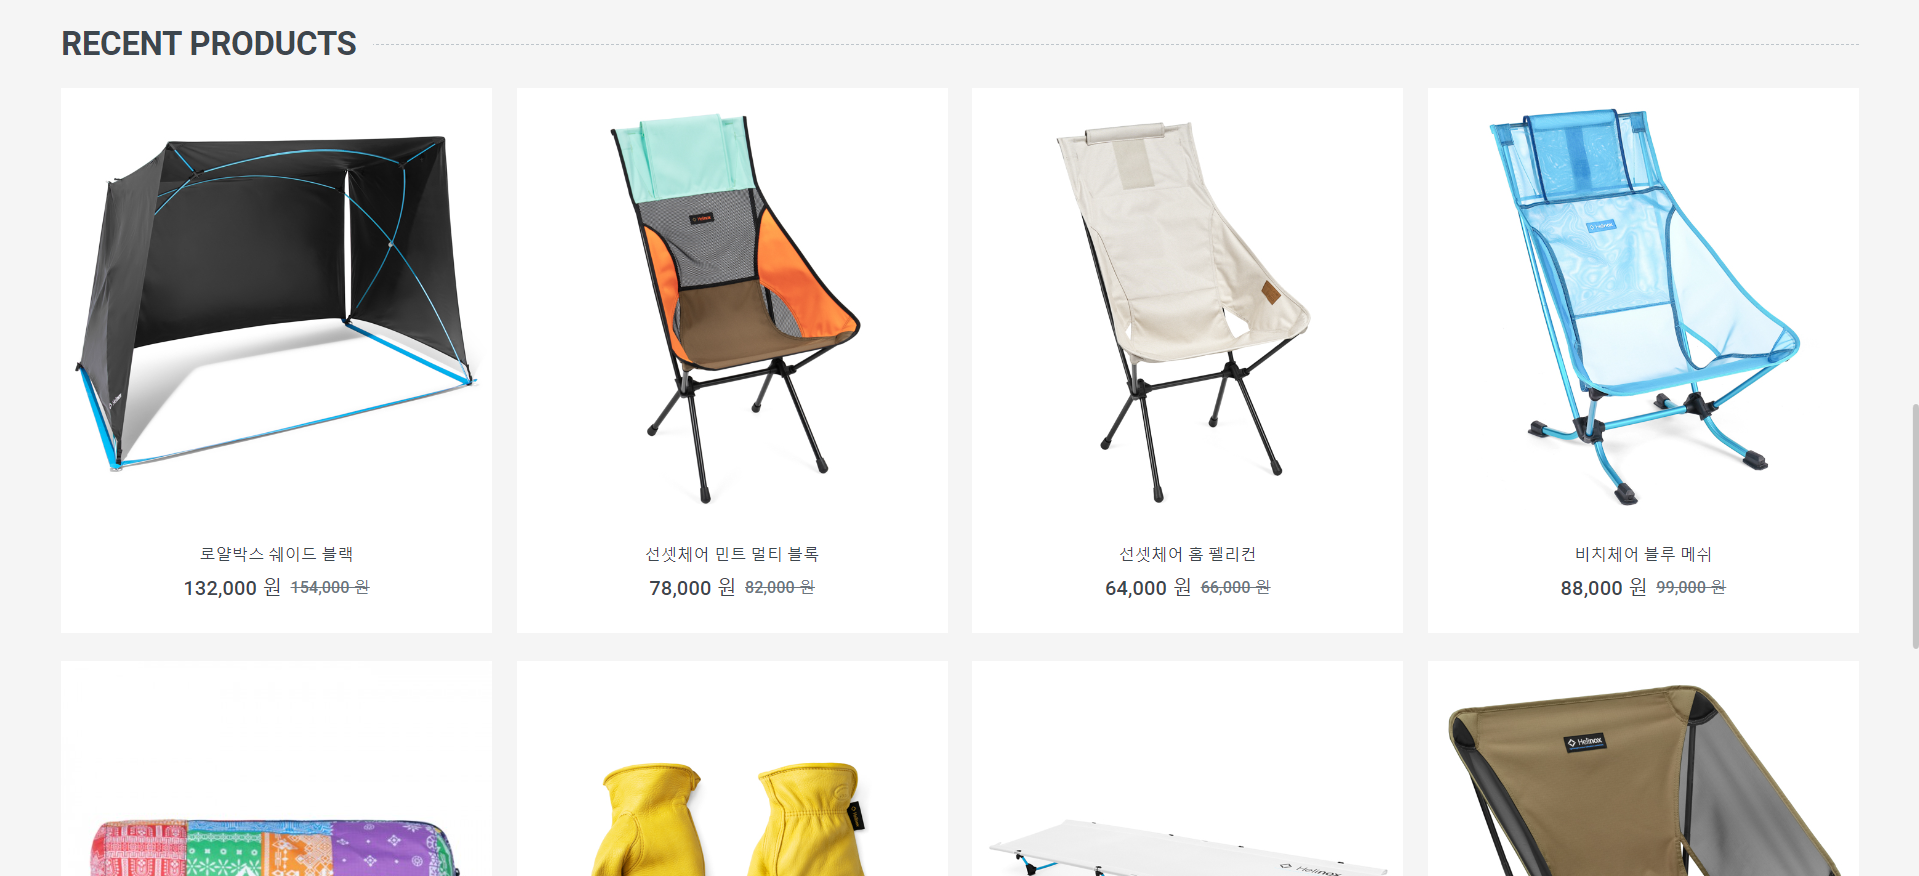 RECENT PRODUCTS
로얄박스 쉐이드 블랙
132,000 원 154,000 원
선셋체어 민트 멀티 블록
78,000 원 82,000 원
선셋체어 홈 펠리컨
64,000 원 66,000 원
비치체어 블루 메쉬
88,000 원 99,000 원
Helinox
Helinox